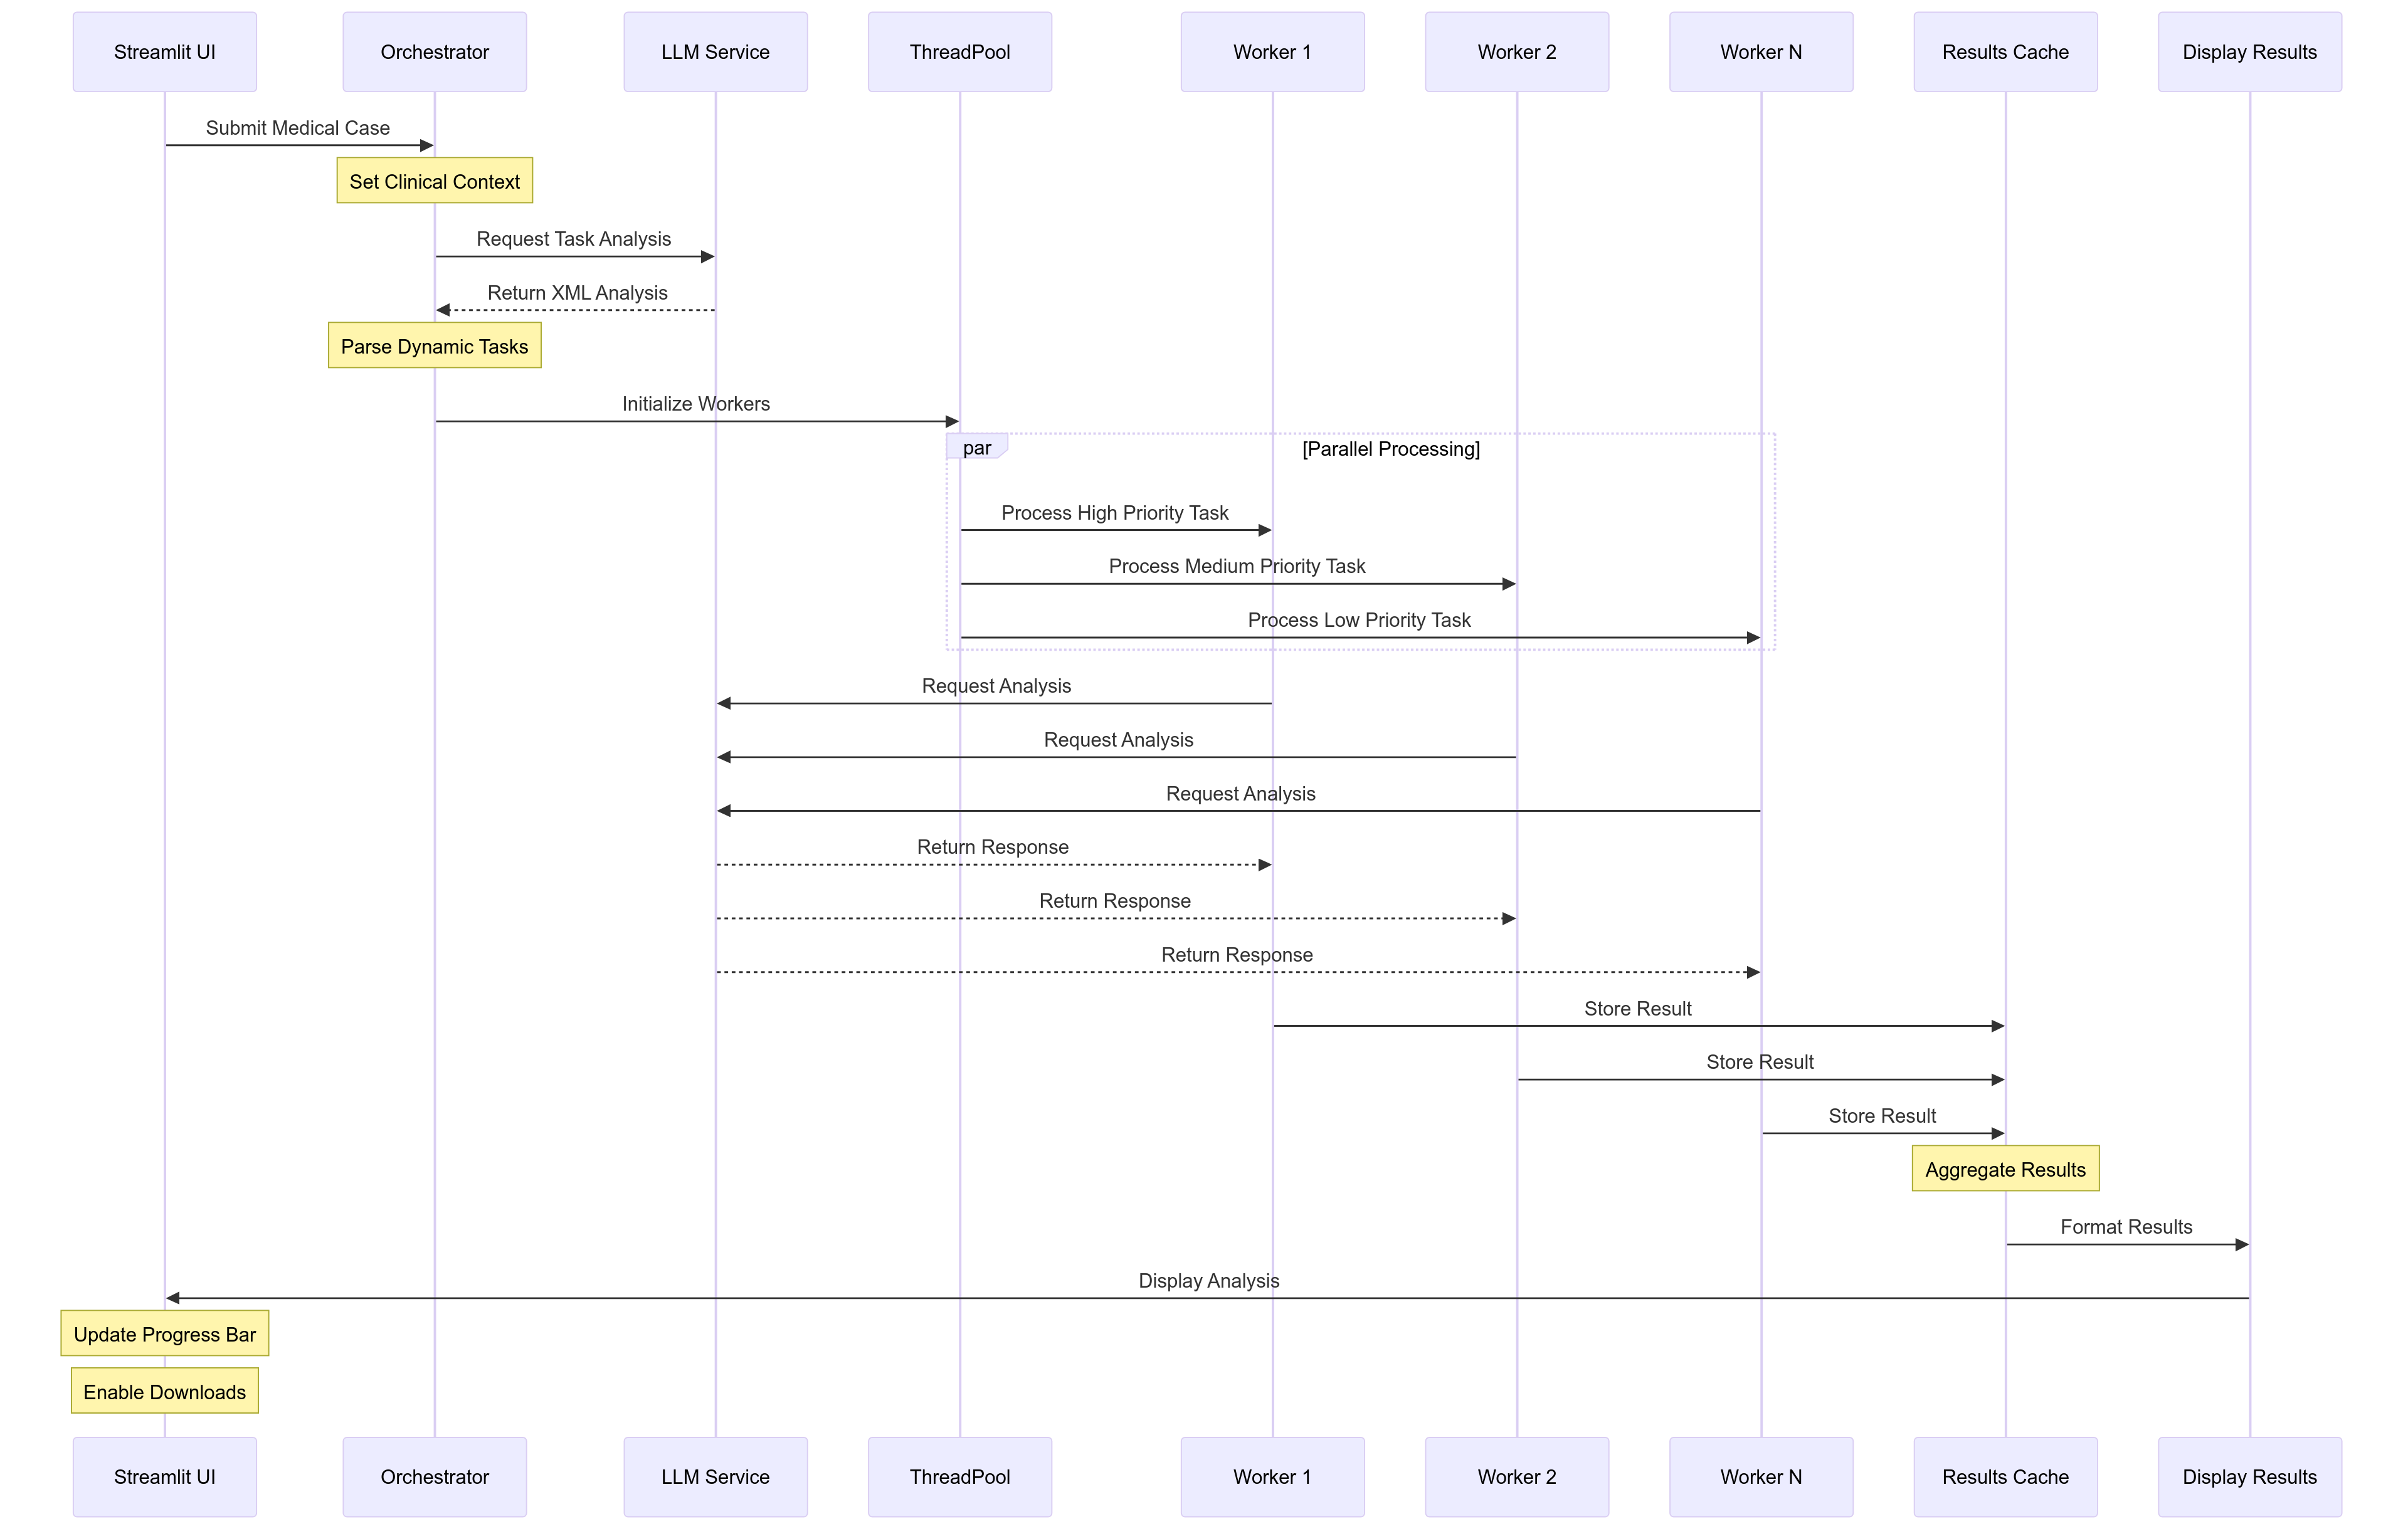 Streamlit UI
Orchestrator
LLM Service
ThreadPool
Worker 1
Worker 2
Worker N
Results Cache
Display Results
Submit Medical Case
Set Clinical Context
Request Task Analysis
Return XML Analysis
Parse Dynamic Tasks
Initialize Workers
par
[Parallel Processing]
Process High Priority Task
Process Medium Priority Task
Process Low Priority Task
Request Analysis
Request Analysis
Request Analysis
Return Response
Return Response
Return Response
Store Result
Store Result
Store Result
Aggregate Results
Format Results
Display Analysis
Update Progress Bar
Enable Downloads
Streamlit UI
Orchestrator
LLM Service
ThreadPool
Worker 1
Worker 2
Worker N
Results Cache
Display Results